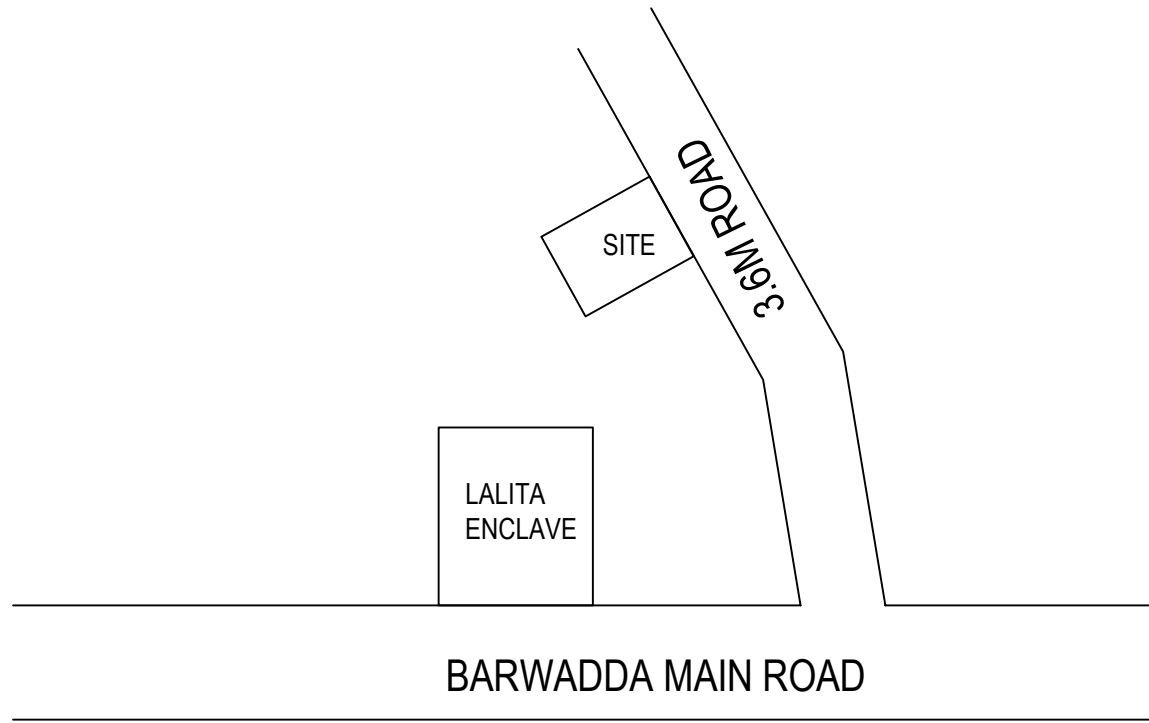 3.6M ROAD
SITE
LALITA
ENCLAVE
BARWADDA MAIN ROAD